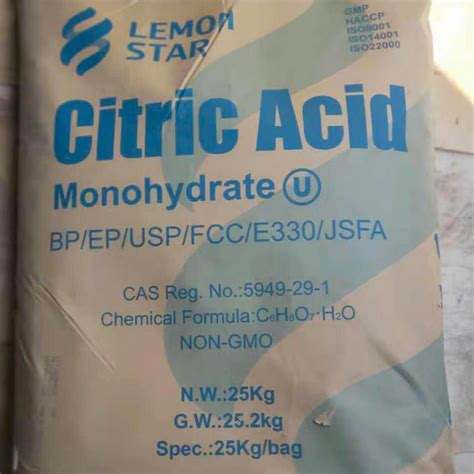 LEMON
STAR
GMP
HACCP
ISO9001
ISO14001
ISO22000
Citric Acid
Monohydrate U
BP/EP/USP/FCC/E330/JSFA
CAS Reg. No.:5949-29-1
Chemical Formula:C₆H₈O₇·H₂O
NON-GMO
N.W.:25Kg
G.W.:25.2kg
Spec.:25Kg/bag